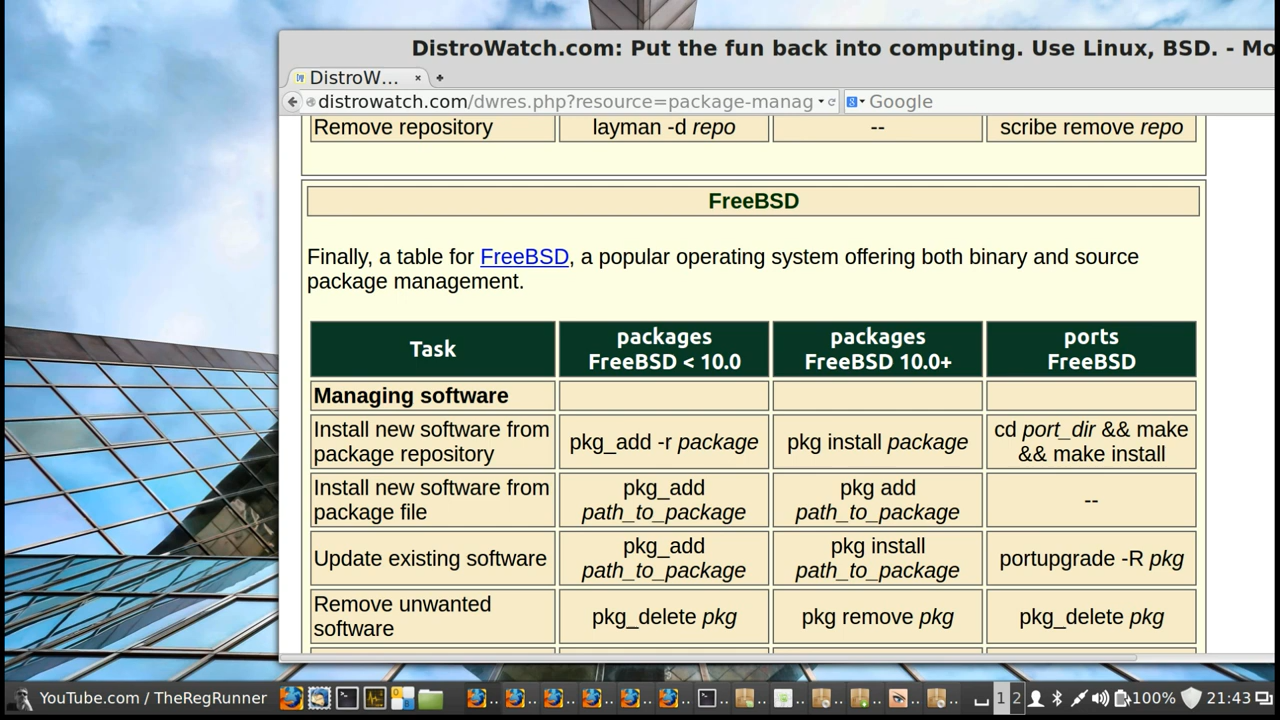 DistroWatch.com: Put the fun back into computing. Use Linux, BSD. - Mo
DistroW...
distrowatch.com/dwres.php?resource=package-manag
Google
Remove repository layman -d repo -- scribe remove repo
FreeBSD
Finally, a table for FreeBSD, a popular operating system offering both binary and source
package management.
Task
packages
FreeBSD < 10.0
packages
FreeBSD 10.0+
ports
FreeBSD
Managing software
Install new software from
package repository
pkg_add -r package
pkg install package
cd port_dir && make
&& make install
Install new software from
package file
pkg_add
path_to_package
pkg add
path_to_package
--
Update existing software
pkg_add
path_to_package
pkg install
path_to_package
portupgrade -R pkg
Remove unwanted
software
pkg_delete pkg
pkg remove pkg
pkg_delete pkg
YouTube.com / TheRegRunner
1 2
100%
21:43